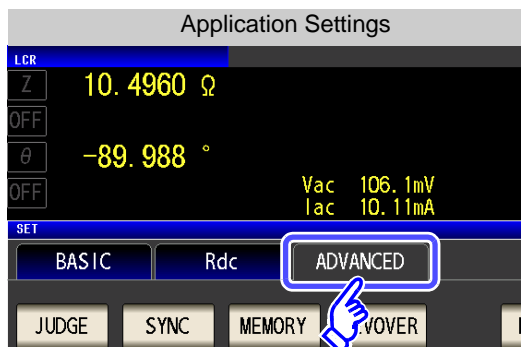 Application Settings
LCR
Z 10.4960 Ω
OFF
θ -89.988 °
OFF
Vac 106.1mV
Iac 10.11mA
SET
BASIC Rdc ADVANCED
JUDGE SYNC MEMORY